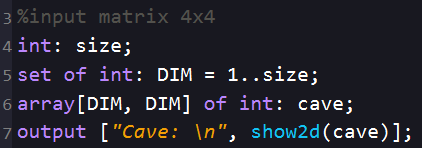 3 %input matrix 4x4
4 int: size;
5 set of int: DIM = 1..size;
6 array[DIM, DIM] of int: cave;
7 output ["Cave: \n", show2d(cave)];